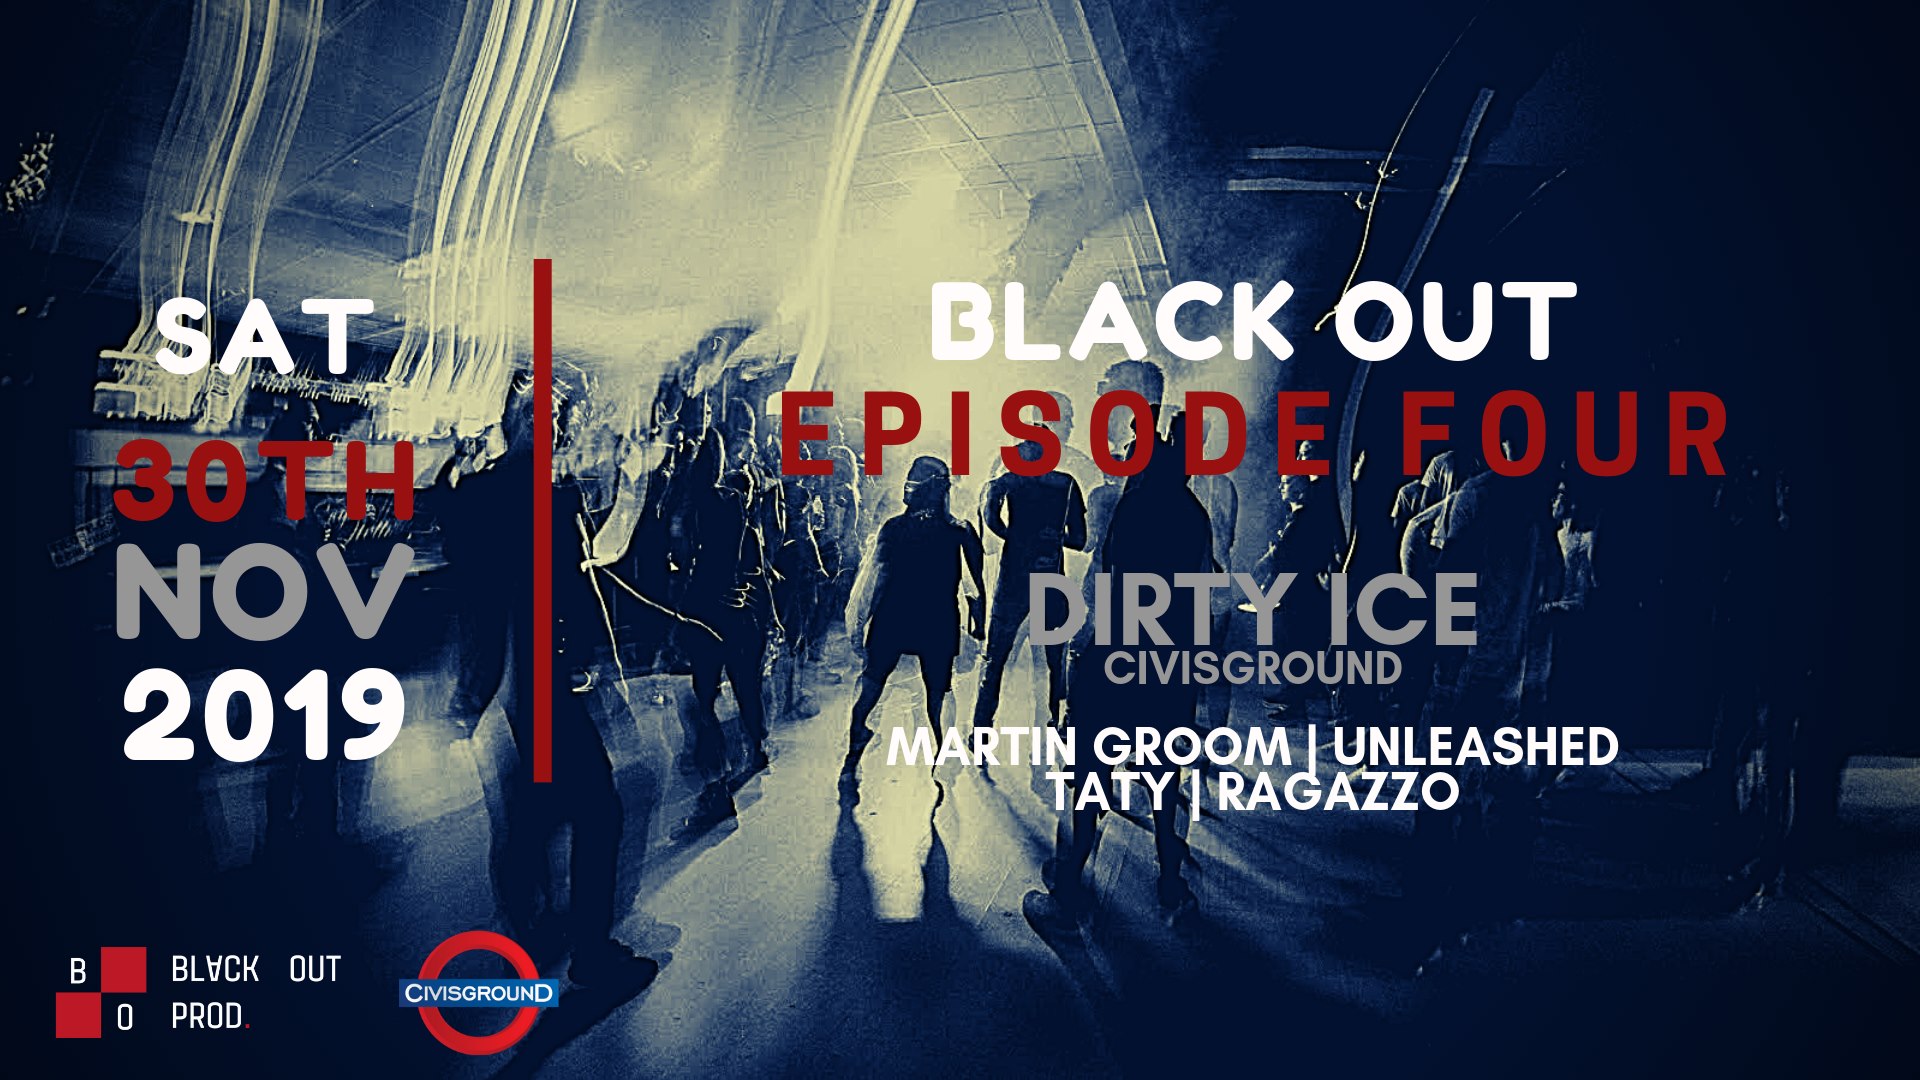 SAT
30TH
NOV
2019
BLACK OUT
EPISODE FOUR
DIRTY ICE
CIVISGROUND
MARTIN GROOM | UNLEASHED
TATY | RAGAZZO
B
O
BLACK OUT
PROD.
CIVISGROUND